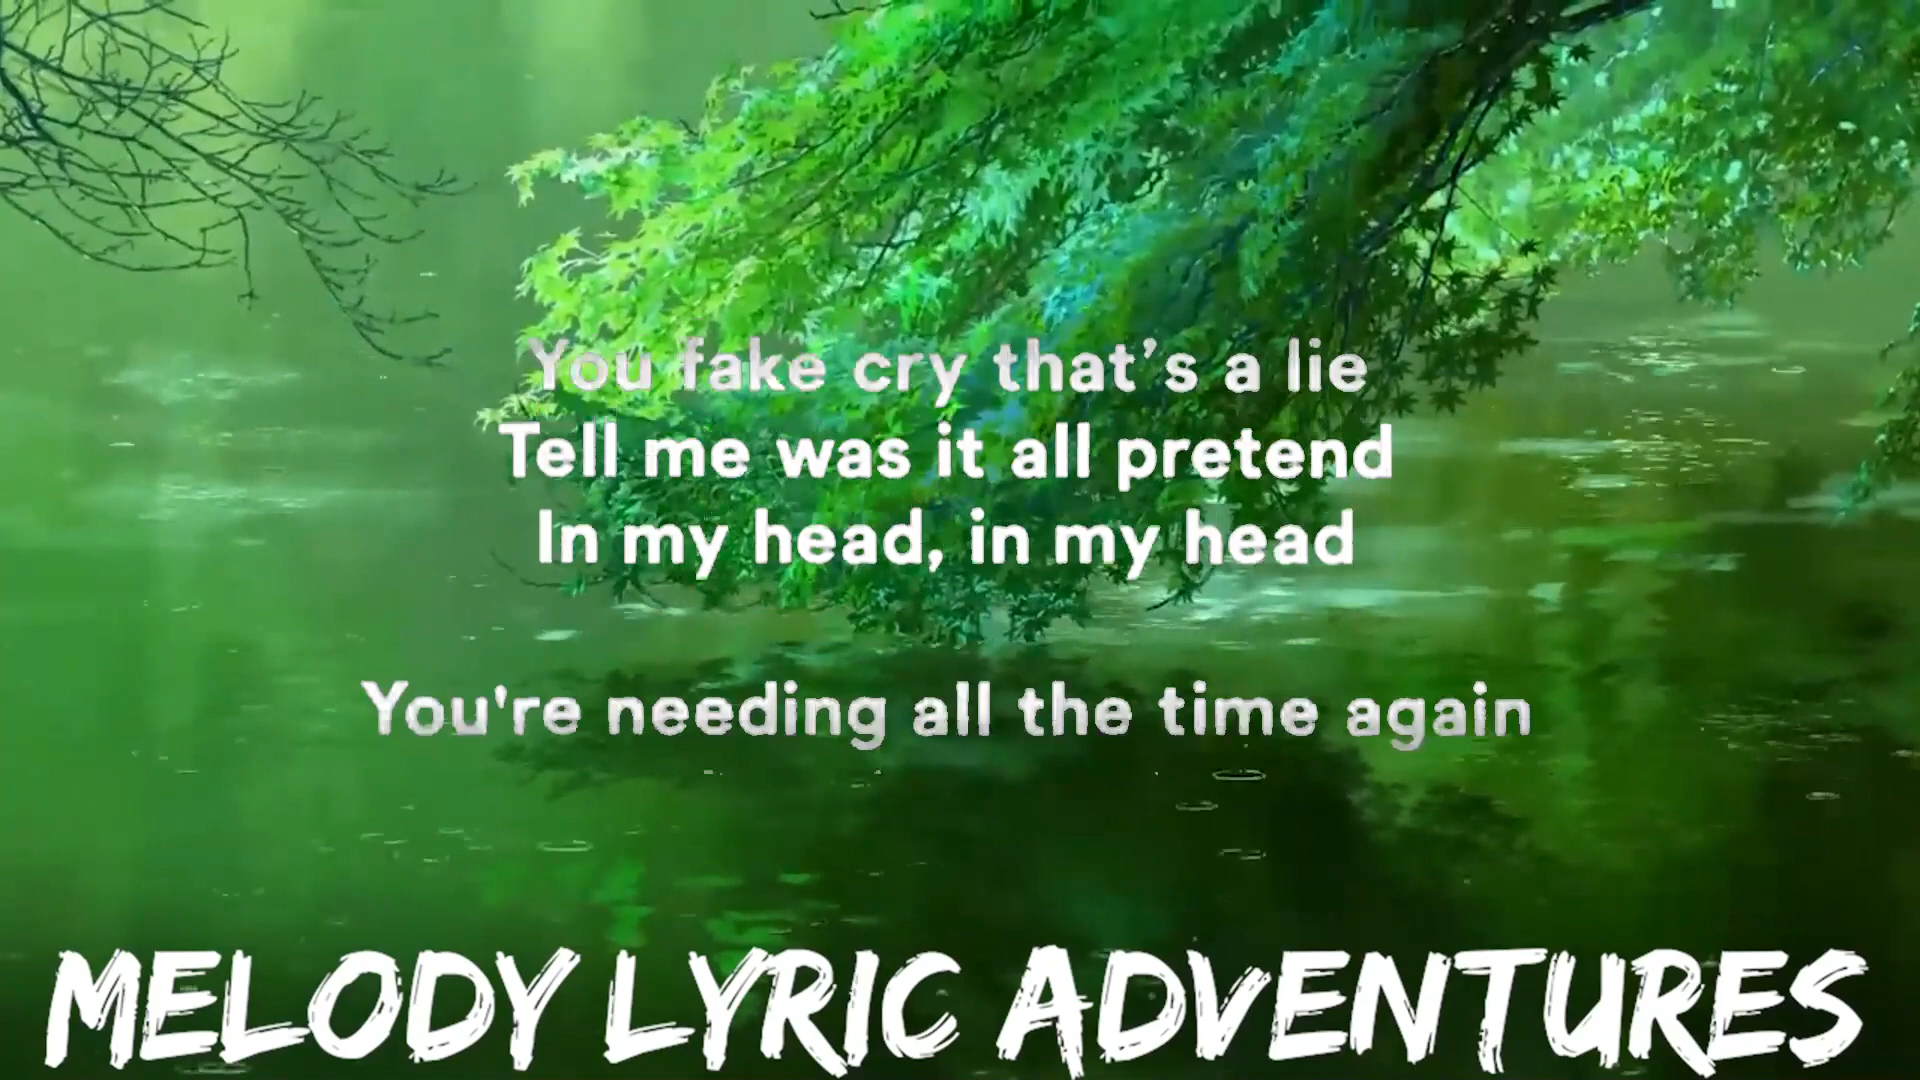 You fake cry that’s a lie
Tell me was it all pretend
In my head, in my head
You're needing all the time again
MELODY LYRIC ADVENTURES